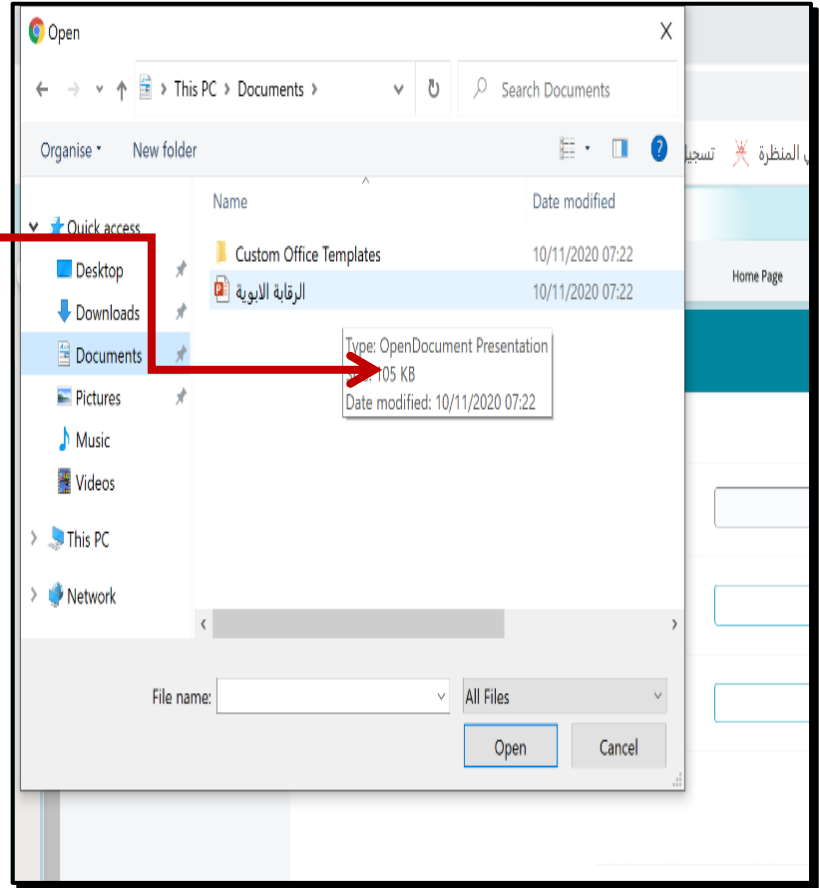 Open
This PC > Documents >
Search Documents
Organise
New folder
Name
Date modified
Quick access
Desktop
Downloads
Documents
Pictures
Music
Videos
This PC
Network
Custom Office Templates
10/11/2020 07:22
الرقابة الابوية
10/11/2020 07:22
Type: OpenDocument Presentation
105 KB
Date modified: 10/11/2020 07:22
File name:
All Files
Open
Cancel
ي المنظرة
تسجيل
Home Page